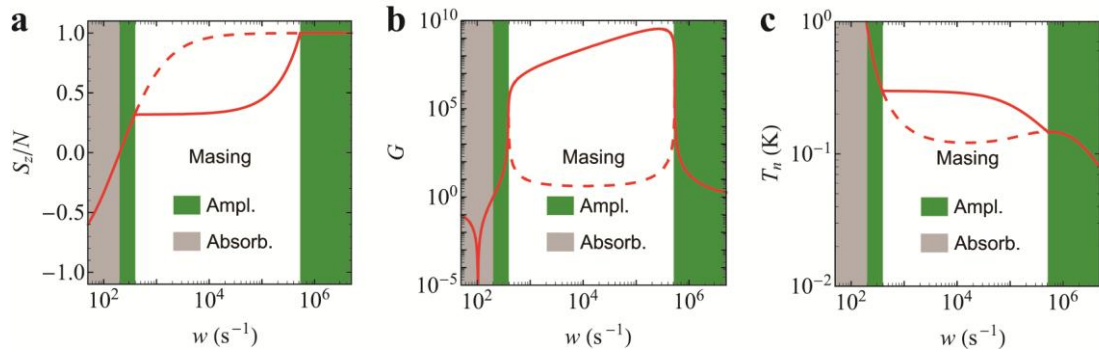 a
1.0
0.5
0.0
−0.5
−1.0
S_z/N
Masing
Ampl.
Absorb.
10^2
10^4
10^6
w (s^−1)
b
10^10
10^5
10^0
10^−5
G
Masing
Ampl.
Absorb.
10^2
10^4
10^6
w (s^−1)
c
10^0
10^−1
10^−2
T_n (K)
Masing
Ampl.
Absorb.
10^2
10^4
10^6
w (s^−1)